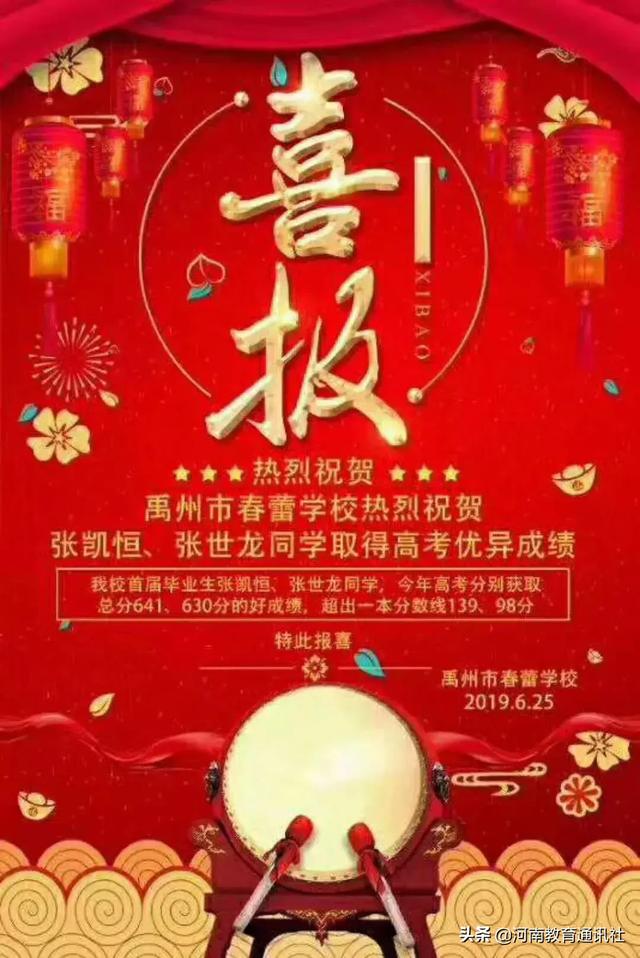 喜报
XIBAO
福
福
热烈祝贺
禹州市春蕾学校热烈祝贺
张凯恒、张世龙同学取得高考优异成绩
我校首届毕业生张凯恒、张世龙同学，今年高考分别获取
总分641、630分的好成绩，超出一本分数线139、98分
特此报喜
禹州市春蕾学校
2019.6.25
头条 @河南教育通讯社